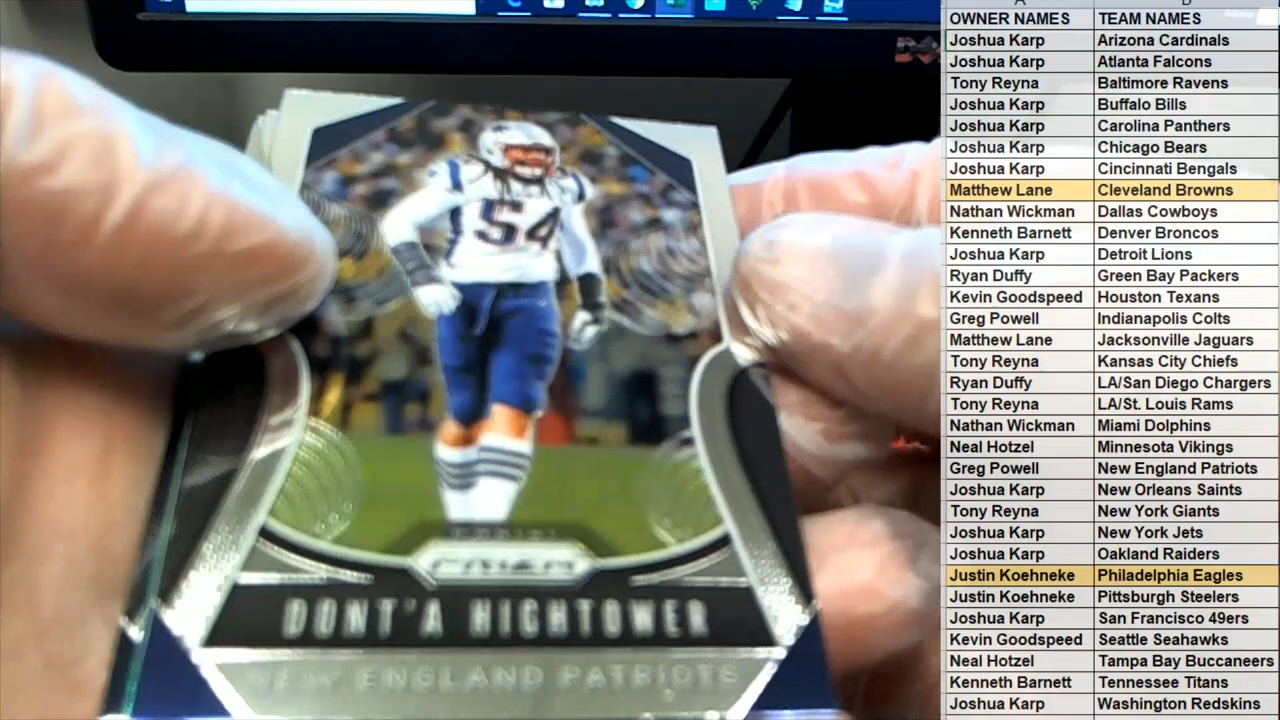 54
PRIZM
DONT'A HIGHTOWER
NEW ENGLAND PATRIOTS
OWNER NAMES TEAM NAMES
Joshua Karp Arizona Cardinals
Joshua Karp Atlanta Falcons
Tony Reyna Baltimore Ravens
Joshua Karp Buffalo Bills
Joshua Karp Carolina Panthers
Joshua Karp Chicago Bears
Joshua Karp Cincinnati Bengals
Matthew Lane Cleveland Browns
Nathan Wickman Dallas Cowboys
Kenneth Barnett Denver Broncos
Joshua Karp Detroit Lions
Ryan Duffy Green Bay Packers
Kevin Goodspeed Houston Texans
Greg Powell Indianapolis Colts
Matthew Lane Jacksonville Jaguars
Tony Reyna Kansas City Chiefs
Ryan Duffy LA/San Diego Chargers
Tony Reyna LA/St. Louis Rams
Nathan Wickman Miami Dolphins
Neal Hotzel Minnesota Vikings
Greg Powell New England Patriots
Joshua Karp New Orleans Saints
Tony Reyna New York Giants
Joshua Karp New York Jets
Joshua Karp Oakland Raiders
Justin Koehneke Philadelphia Eagles
Justin Koehneke Pittsburgh Steelers
Joshua Karp San Francisco 49ers
Kevin Goodspeed Seattle Seahawks
Neal Hotzel Tampa Bay Buccaneers
Kenneth Barnett Tennessee Titans
Joshua Karp Washington Redskins